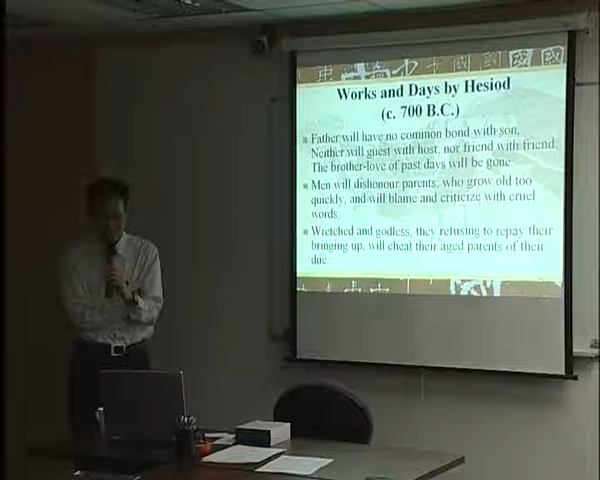 Works and Days by Hesiod
(c. 700 B.C.)
Father will have no common bond with son,
Neither will guest with host, nor friend with friend.
The brother-love of past days will be gone.
Men will dishonour parents, who grow old too
quickly, and will blame and criticize with cruel
words.
Wretched and godless, they refusing to repay their
bringing up, will cheat their aged parents of their
due.